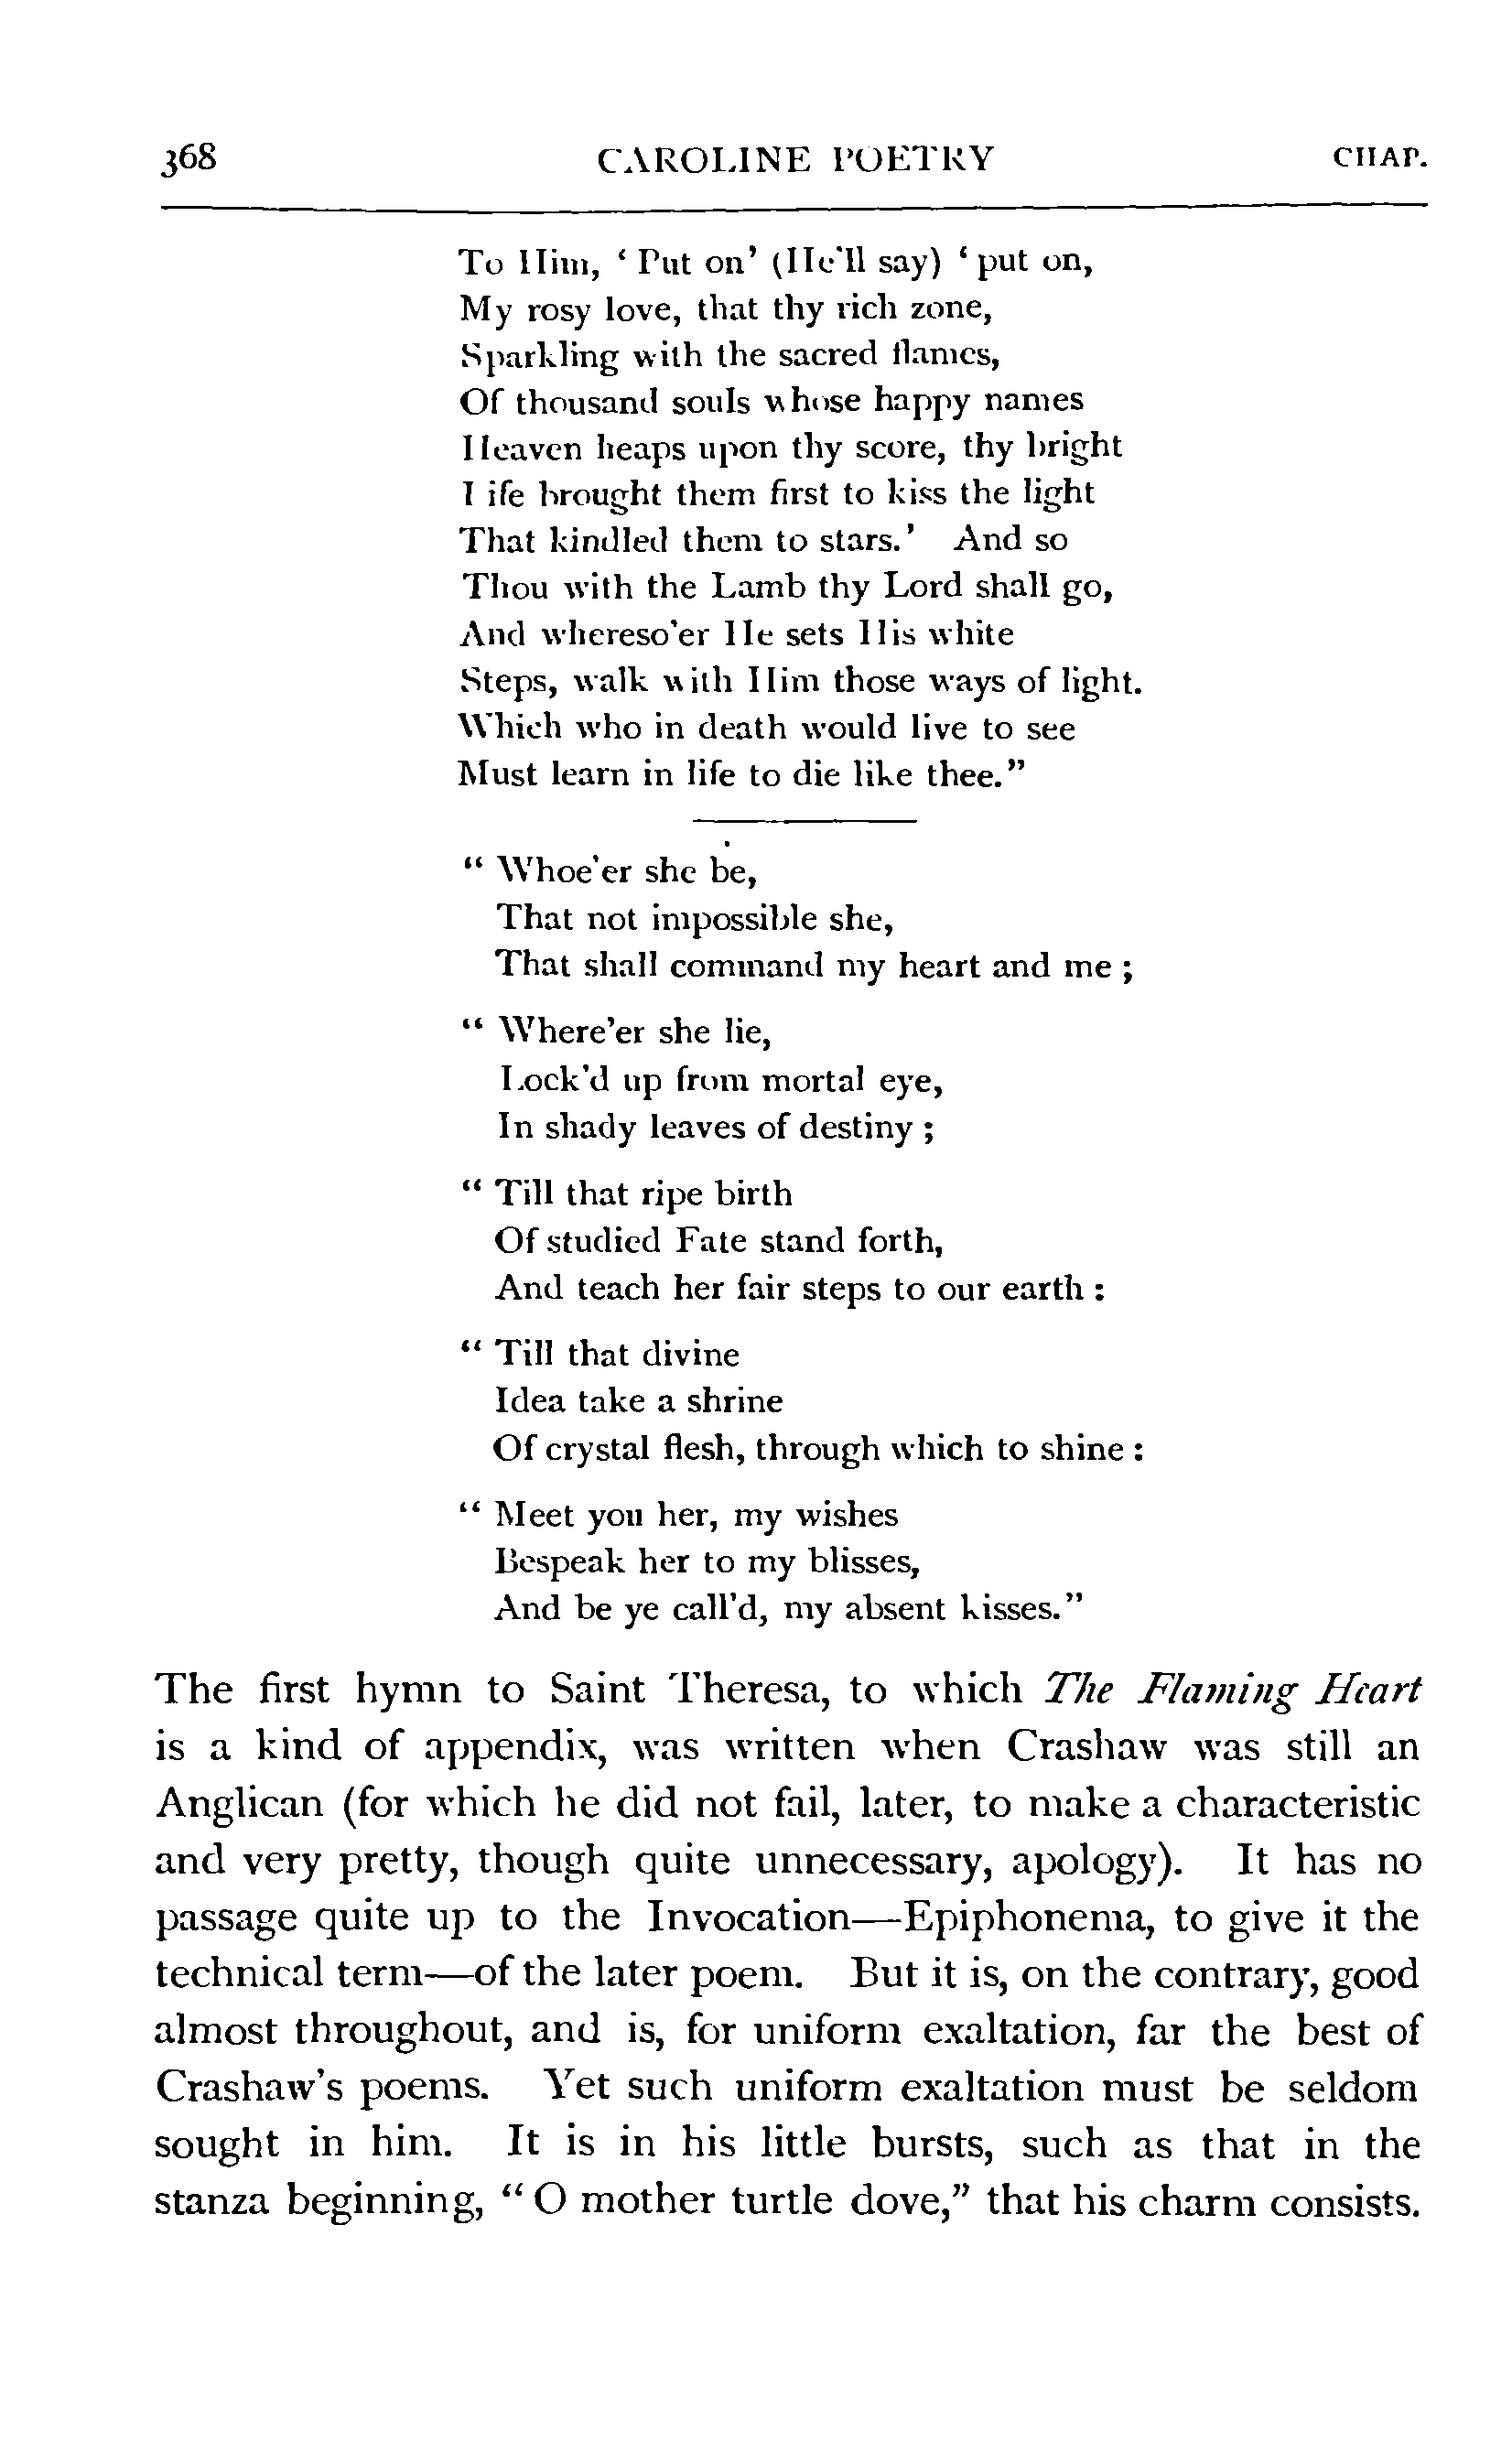 368 CAROLINE POETRY CHAP.
To Him, ‘ Put on’ (He'll say) ‘ put on,
My rosy love, that thy rich zone,
Sparkling with the sacred flames,
Of thousand souls whose happy names
Heaven heaps upon thy score, thy bright
Life brought them first to kiss the light
That kindled them to stars.’ And so
Thou with the Lamb thy Lord shall go,
And whereso'er He sets His white
Steps, walk with Him those ways of light.
Which who in death would live to see
Must learn in life to die like thee.”
“ Whoe'er she be,
That not impossible she,
That shall command my heart and me ;
“ Where’er she lie,
Lock’d up from mortal eye,
In shady leaves of destiny ;
“ Till that ripe birth
Of studied Fate stand forth,
And teach her fair steps to our earth :
“ Till that divine
Idea take a shrine
Of crystal flesh, through which to shine :
“ Meet you her, my wishes
Bespeak her to my blisses,
And be ye call’d, my absent kisses.”
The first hymn to Saint Theresa, to which The Flaming Heart
is a kind of appendix, was written when Crashaw was still an
Anglican (for which he did not fail, later, to make a characteristic
and very pretty, though quite unnecessary, apology). It has no
passage quite up to the Invocation—Epiphonema, to give it the
technical term—of the later poem. But it is, on the contrary, good
almost throughout, and is, for uniform exaltation, far the best of
Crashaw’s poems. Yet such uniform exaltation must be seldom
sought in him. It is in his little bursts, such as that in the
stanza beginning, “ O mother turtle dove,” that his charm consists.